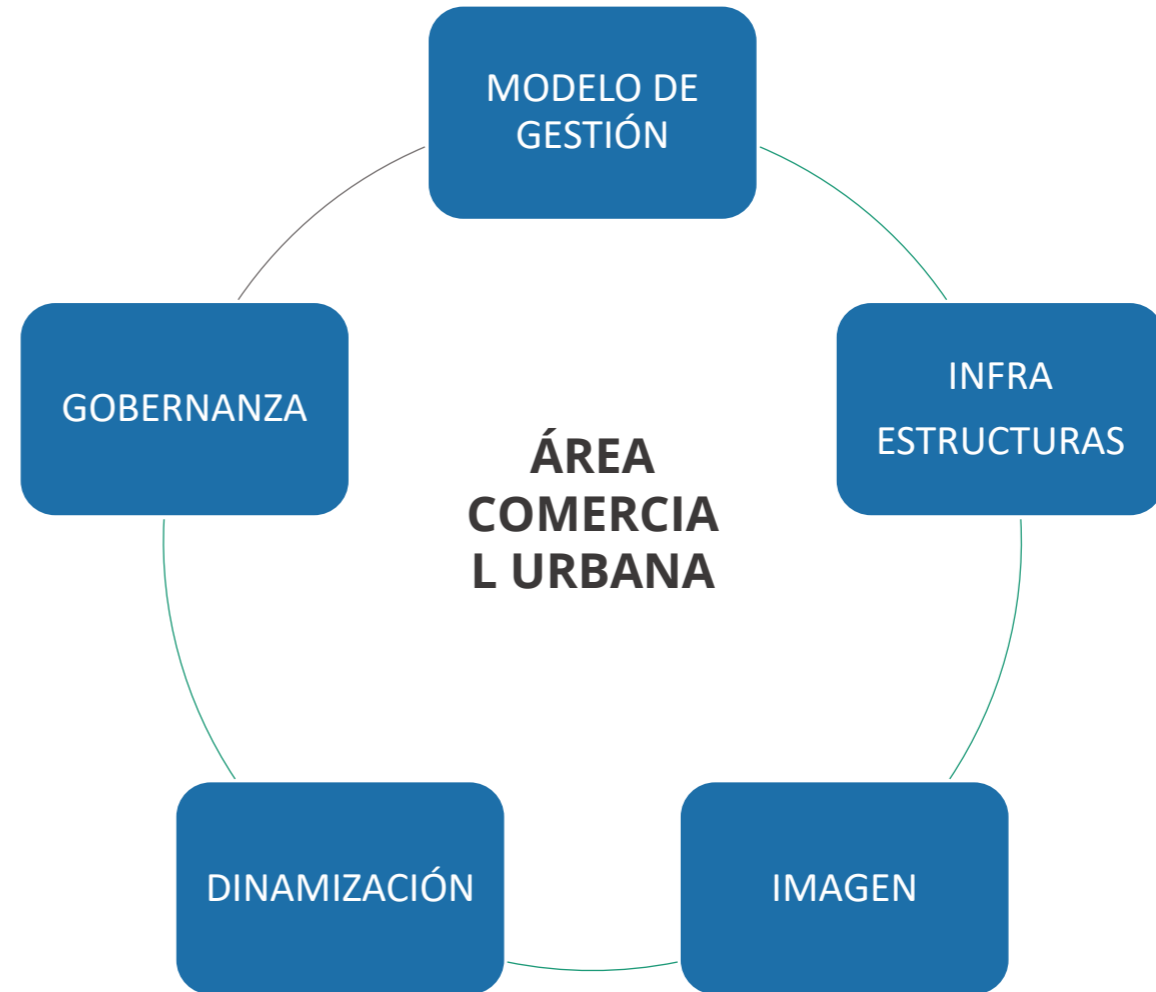 MODELO DE
GESTIÓN
INFRA
ESTRUCTURAS
GOBERNANZA
ÁREA
COMERCIA
L URBANA
DINAMIZACIÓN
IMAGEN